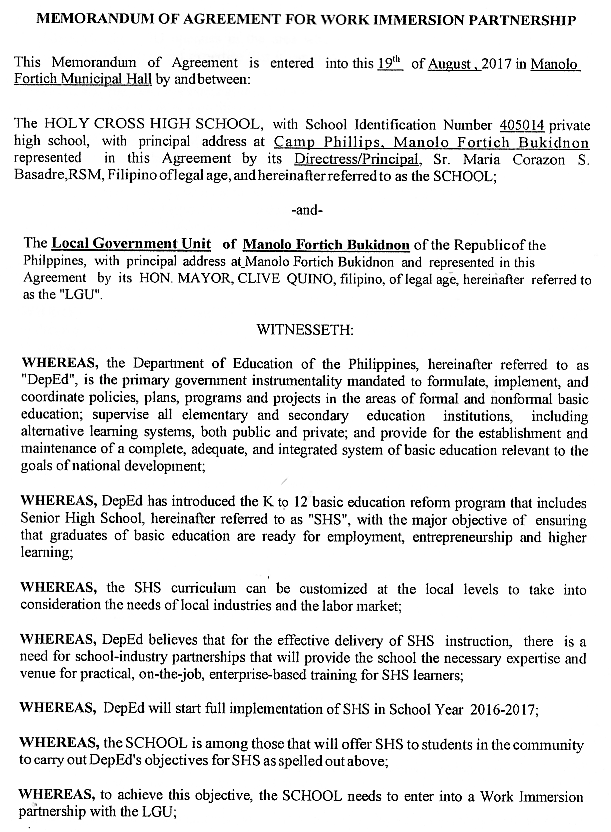 MEMORANDUM OF AGREEMENT FOR WORK IMMERSION PARTNERSHIP
This Memorandum of Agreement is entered into this 19th of August, 2017 in Manolo
Fortich Municipal Hall by and between:
The HOLY CROSS HIGH SCHOOL, with School Identification Number 405014 private
high school, with principal address at Camp Phillips, Manolo Fortich Bukidnon
represented in this Agreement by its Directress/Principal, Sr. Maria Corazon S.
Basadre,RSM, Filipino of legal age, and hereinafter referred to as the SCHOOL;
-and-
The Local Government Unit of Manolo Fortich Bukidnon of the Republic of the
Philppines, with principal address at Manolo Fortich Bukidnon and represented in this
Agreement by its HON. MAYOR, CLIVE QUINO, filipino, of legal age, hereinafter referred to
as the "LGU".
WITNESSETH:
WHEREAS, the Department of Education of the Philippines, hereinafter referred to as
"DepEd", is the primary government instrumentality mandated to formulate, implement, and
coordinate policies, plans, programs and projects in the areas of formal and nonformal basic
education; supervise all elementary and secondary education institutions, including
alternative learning systems, both public and private; and provide for the establishment and
maintenance of a complete, adequate, and integrated system of basic education relevant to the
goals of national development;
WHEREAS, DepEd has introduced the K to 12 basic education reform program that includes
Senior High School, hereinafter referred to as "SHS", with the major objective of ensuring
that graduates of basic education are ready for employment, entrepreneurship and higher
learning;
WHEREAS, the SHS curriculum can be customized at the local levels to take into
consideration the needs of local industries and the labor market;
WHEREAS, DepEd believes that for the effective delivery of SHS instruction, there is a
need for school-industry partnerships that will provide the school the necessary expertise and
venue for practical, on-the-job, enterprise-based training for SHS learners;
WHEREAS, DepEd will start full implementation of SHS in School Year 2016-2017;
WHEREAS, the SCHOOL is among those that will offer SHS to students in the community
to carry out DepEd's objectives for SHS as spelled out above;
WHEREAS, to achieve this objective, the SCHOOL needs to enter into a Work Immersion
partnership with the LGU;